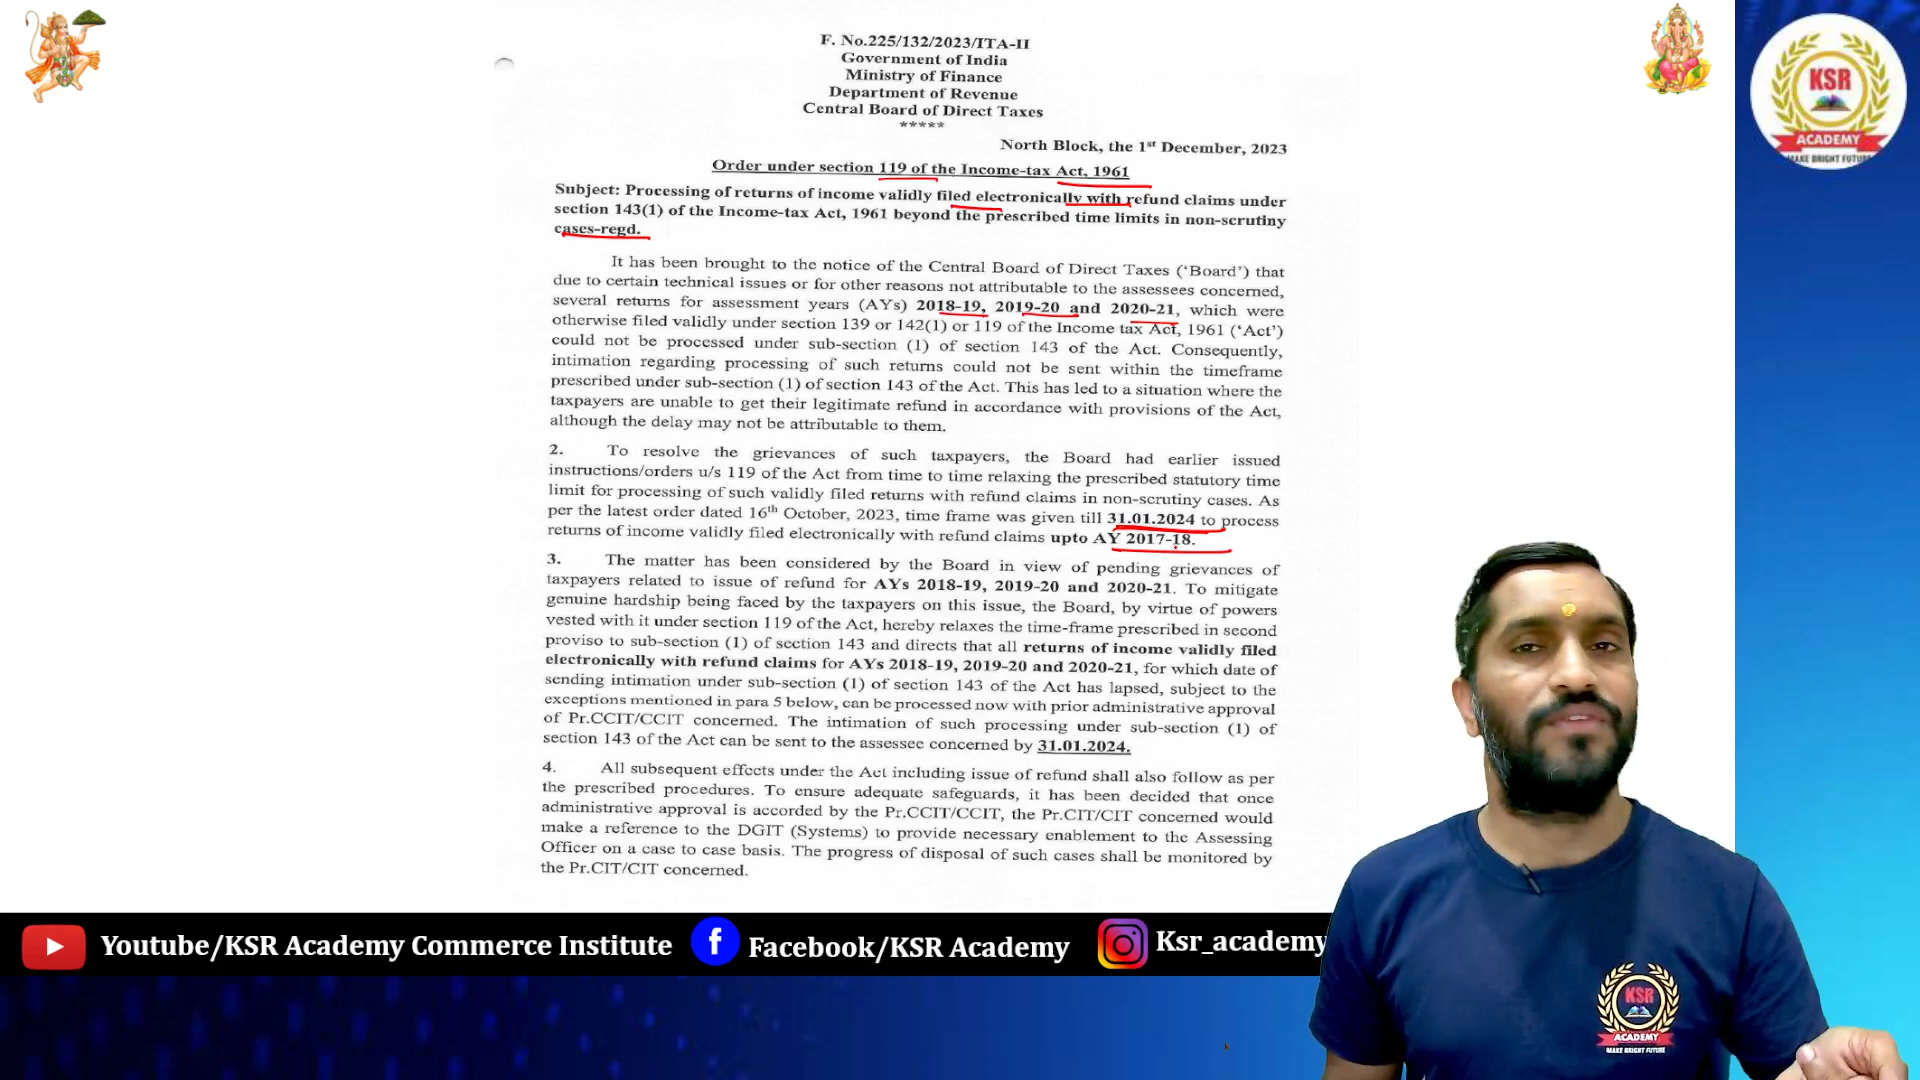 F. No.225/132/2023/ITA-II
Government of India
Ministry of Finance
Department of Revenue
Central Board of Direct Taxes
*****
North Block, the 1st December, 2023
Order under section 119 of the Income-tax Act, 1961
Subject: Processing of returns of income validly filed electronically with refund claims under
section 143(1) of the Income-tax Act, 1961 beyond the prescribed time limits in non-scrutiny
cases-regd.
It has been brought to the notice of the Central Board of Direct Taxes ('Board') that
due to certain technical issues or for other reasons not attributable to the assessees concerned,
several returns for assessment years (AYs) 2018-19, 2019-20 and 2020-21, which were
otherwise filed validly under section 139 or 142(1) or 119 of the Income tax Act, 1961 ('Act')
could not be processed under sub-section (1) of section 143 of the Act. Consequently,
intimation regarding processing of such returns could not be sent within the timeframe
prescribed under sub-section (1) of section 143 of the Act. This has led to a situation where the
taxpayers are unable to get their legitimate refund in accordance with provisions of the Act,
although the delay may not be attributable to them.
2. To resolve the grievances of such taxpayers, the Board had earlier issued
instructions/orders u/s 119 of the Act from time to time relaxing the prescribed statutory time
limit for processing of such validly filed returns with refund claims in non-scrutiny cases. As
per the latest order dated 16th October, 2023, time frame was given till 31.01.2024 to process
returns of income validly filed electronically with refund claims upto AY 2017-18.
3. The matter has been considered by the Board in view of pending grievances of
taxpayers related to issue of refund for AYs 2018-19, 2019-20 and 2020-21. To mitigate
genuine hardship being faced by the taxpayers on this issue, the Board, by virtue of powers
vested with it under section 119 of the Act, hereby relaxes the time-frame prescribed in second
proviso to sub-section (1) of section 143 and directs that all returns of income validly filed
electronically with refund claims for AYs 2018-19, 2019-20 and 2020-21, for which date of
sending intimation under sub-section (1) of section 143 of the Act has lapsed, subject to the
exceptions mentioned in para 5 below, can be processed now with prior administrative approval
of Pr.CCIT/CCIT concerned. The intimation of such processing under sub-section (1) of
section 143 of the Act can be sent to the assessee concerned by 31.01.2024.
4. All subsequent effects under the Act including issue of refund shall also follow as per
the prescribed procedures. To ensure adequate safeguards, it has been decided that once
administrative approval is accorded by the Pr.CCIT/CCIT, the Pr.CIT/CIT concerned would
make a reference to the DGIT (Systems) to provide necessary enablement to the Assessing
Officer on a case to case basis. The progress of disposal of such cases shall be monitored by
the Pr.CIT/CIT concerned.
KSR
ACADEMY
MAKE BRIGHT FUTURE
Youtube/KSR Academy Commerce Institute
f
Facebook/KSR Academy
Ksr_academy
KSR
ACADEMY
MAKE BRIGHT FUTURE